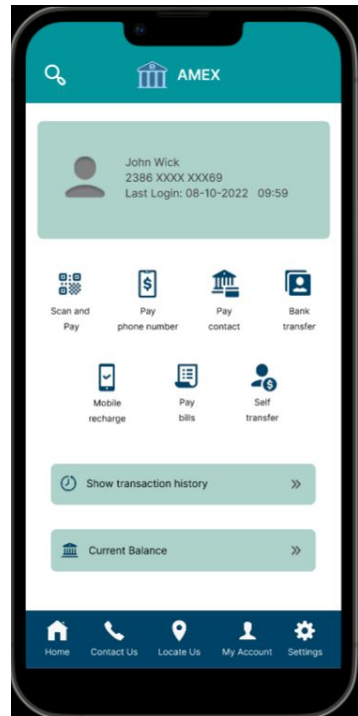 AMEX
John Wick
2386 XXXX XXX69
Last Login: 08-10-2022 09:59
Scan and
Pay
Pay
phone number
Pay
contact
Bank
transfer
Mobile
recharge
Pay
bills
Self
transfer
Show transaction history
Current Balance
Home
Contact Us
Locate Us
My Account
Settings